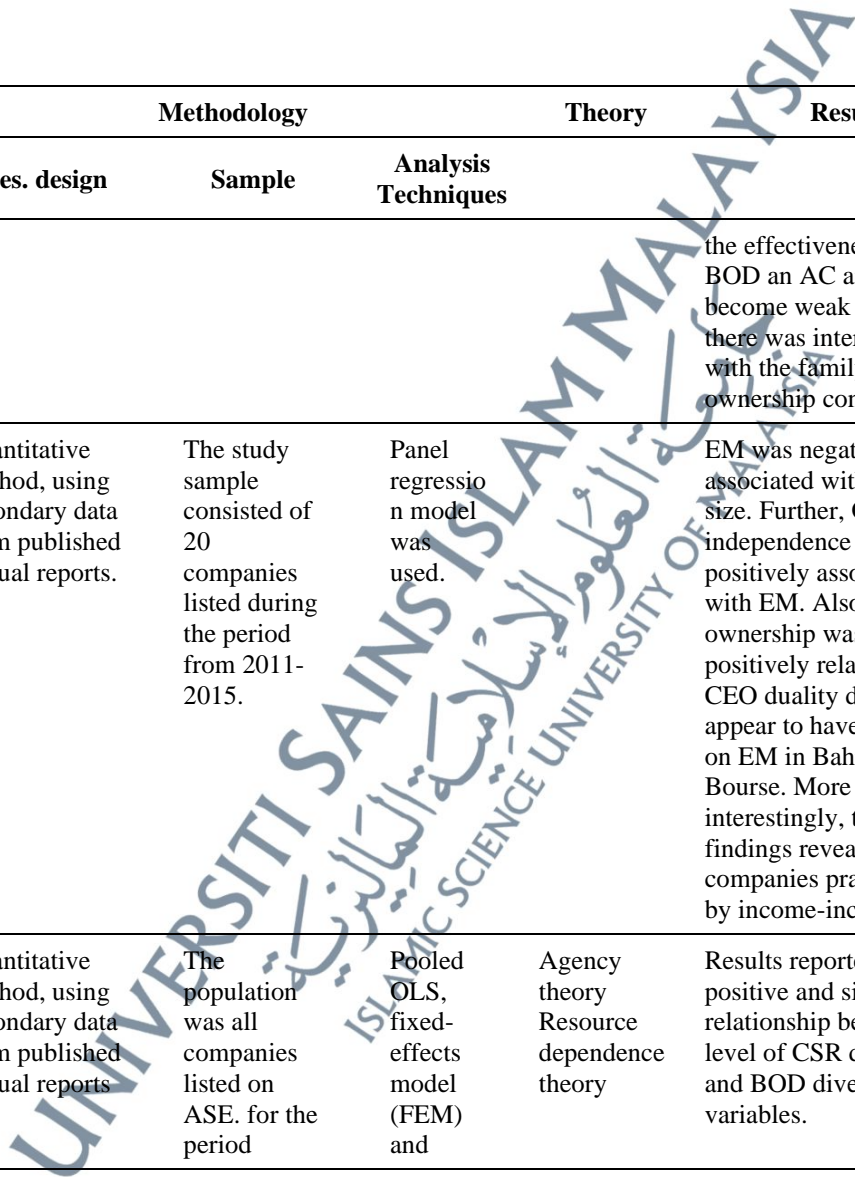 Methodology
Theory
Resu
es. design
Sample
Analysis
Techniques
the effectivene
BOD an AC a
become weak
there was inter
with the famil
ownership con
antitative
hod, using
ondary data
m published
ual reports.
The study
sample
consisted of
20
companies
listed during
the period
from 2011-
2015.
Panel
regressio
n model
was
used.
EM was negat
associated wit
size. Further, C
independence
positively asso
with EM. Also
ownership wa
positively rela
CEO duality d
appear to have
on EM in Bah
Bourse. More
interestingly, t
findings revea
companies pra
by income-inc
antitative
hod, using
ondary data
m published
ual reports
The
population
was all
companies
listed on
ASE. for the
period
Pooled
OLS,
fixed-
effects
model
(FEM)
and
Agency
theory
Resource
dependence
theory
Results reporte
positive and si
relationship be
level of CSR d
and BOD dive
variables.
UNIVERSITI SAINS ISLAM MALAYSIA
جامعة العلوم الإسلامية الماليزية
ISLAMIC SCIENCE UNIVERSITY OF MALAYSIA